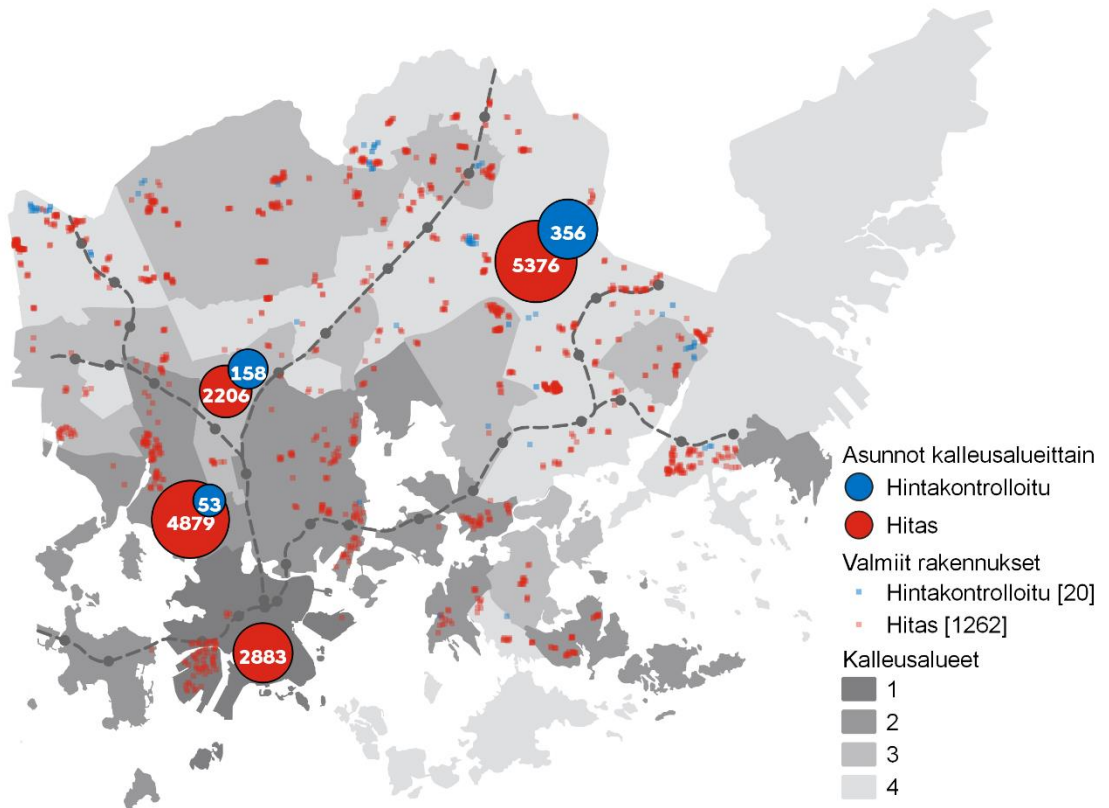 356
5376
158
2206
53
4879
2883
Asunnot kalleusalueittain
Hintakontrolloitu
Hitas
Valmiit rakennukset
Hintakontrolloitu [20]
Hitas [1262]
Kalleusalueet
1
2
3
4